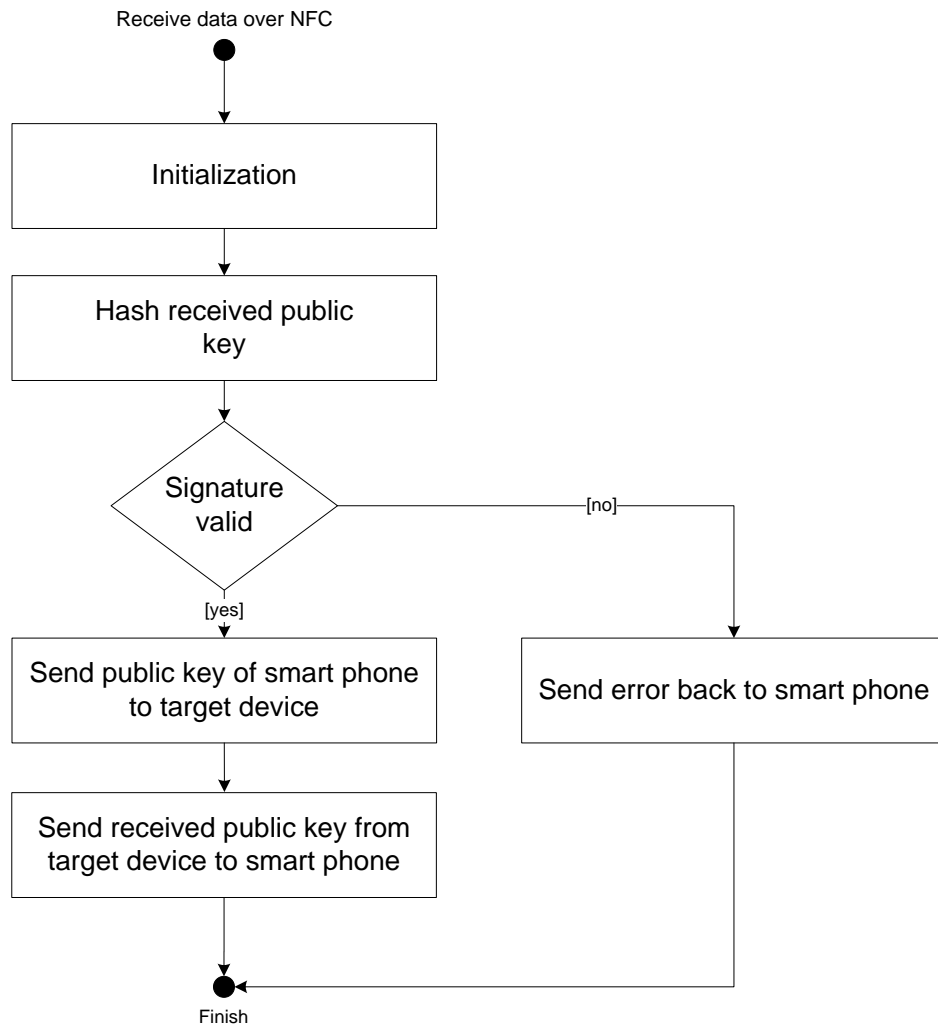 Receive data over NFC
Initialization
Hash received public
key
Signature
valid
[no]
[yes]
Send public key of smart phone
to target device
Send error back to smart phone
Send received public key from
target device to smart phone
Finish